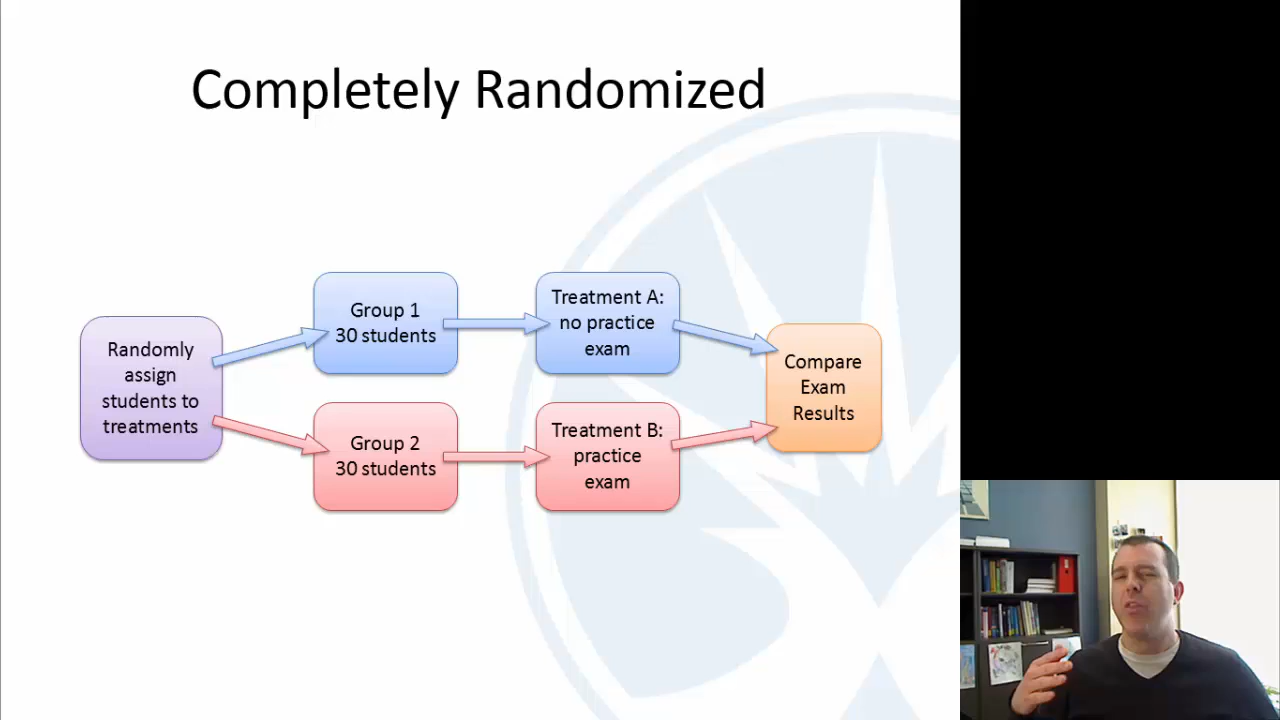 Completely Randomized
Randomly
assign
students to
treatments
Group 1
30 students
Treatment A:
no practice
exam
Group 2
30 students
Treatment B:
practice
exam
Compare
Exam
Results